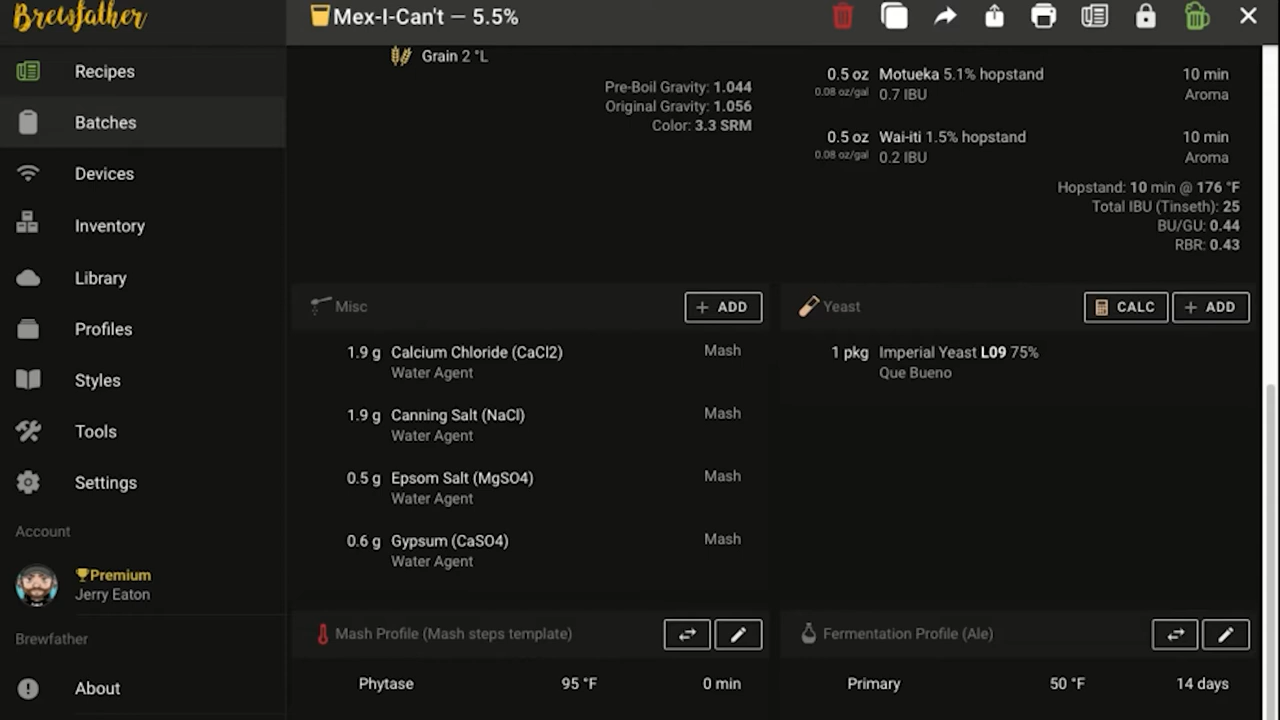 Brewfather
Mex-I-Can't — 5.5%
Recipes
Batches
Devices
Inventory
Library
Profiles
Styles
Tools
Settings
Account
Premium
Jerry Eaton
Brewfather
About
Grain 2 °L
Pre-Boil Gravity: 1.044
Original Gravity: 1.056
Color: 3.3 SRM
0.5 oz Motueka 5.1% hopstand 10 min
0.08 oz/gal 0.7 IBU Aroma
0.5 oz Wai-iti 1.5% hopstand 10 min
0.08 oz/gal 0.2 IBU Aroma
Hopstand: 10 min @ 176 °F
Total IBU (Tinseth): 25
BU/GU: 0.44
RBR: 0.43
Misc + ADD
1.9 g Calcium Chloride (CaCl2) Mash
Water Agent
1.9 g Canning Salt (NaCl) Mash
Water Agent
0.5 g Epsom Salt (MgSO4) Mash
Water Agent
0.6 g Gypsum (CaSO4) Mash
Water Agent
Yeast CALC + ADD
1 pkg Imperial Yeast L09 75%
Que Bueno
Mash Profile (Mash steps template)
Phytase 95 °F 0 min
Fermentation Profile (Ale)
Primary 50 °F 14 days